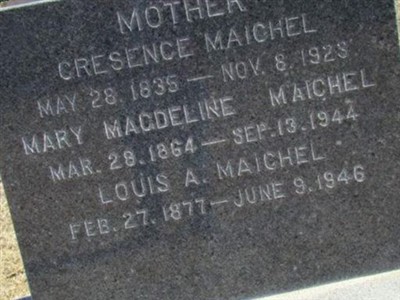 MOTHER
CRESENCE MAICHEL
MAY 28, 1835 — NOV. 8, 1923
MARY MAGDELINE MAICHEL
MAR. 29, 1864 — SEP. 13, 1944
LOUIS A. MAICHEL
FEB. 27, 1877 — JUNE 9, 1946